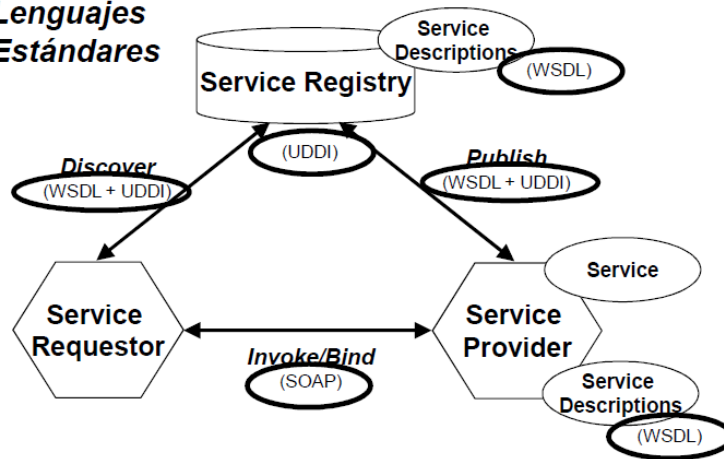 Lenguajes
Estándares
Service
Descriptions
(WSDL)
Service Registry
(UDDI)
Discover
(WSDL + UDDI)
Publish
(WSDL + UDDI)
Service
Service
Requestor
Service
Provider
Invoke/Bind
(SOAP)
Service
Descriptions
(WSDL)